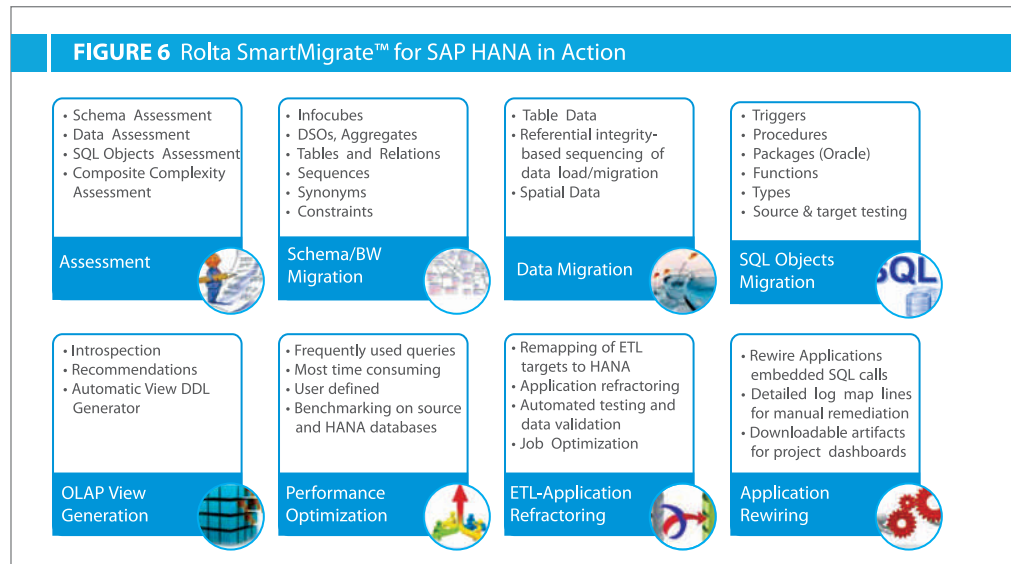 FIGURE 6 Rolta SmartMigrate™ for SAP HANA in Action
• Schema Assessment
• Data Assessment
• SQL Objects Assessment
• Composite Complexity
Assessment
Assessment
• Infocubes
• DSOs, Aggregates
• Tables and Relations
• Sequences
• Synonyms
• Constraints
Schema/BW
Migration
• Table Data
• Referential integrity-
based sequencing of
data load/migration
• Spatial Data
Data Migration
• Triggers
• Procedures
• Packages (Oracle)
• Functions
• Types
• Source & target testing
SQL Objects
Migration
SQL
• Introspection
• Recommendations
• Automatic View DDL
Generator
OLAP View
Generation
• Frequently used queries
• Most time consuming
• User defined
• Benchmarking on source
and HANA databases
Performance
Optimization
• Remapping of ETL
targets to HANA
• Application refractoring
• Automated testing and
data validation
• Job Optimization
ETL-Application
Refractoring
• Rewire Applications
embedded SQL calls
• Detailed log map lines
for manual remediation
• Downloadable artifacts
for project dashboards
Application
Rewiring